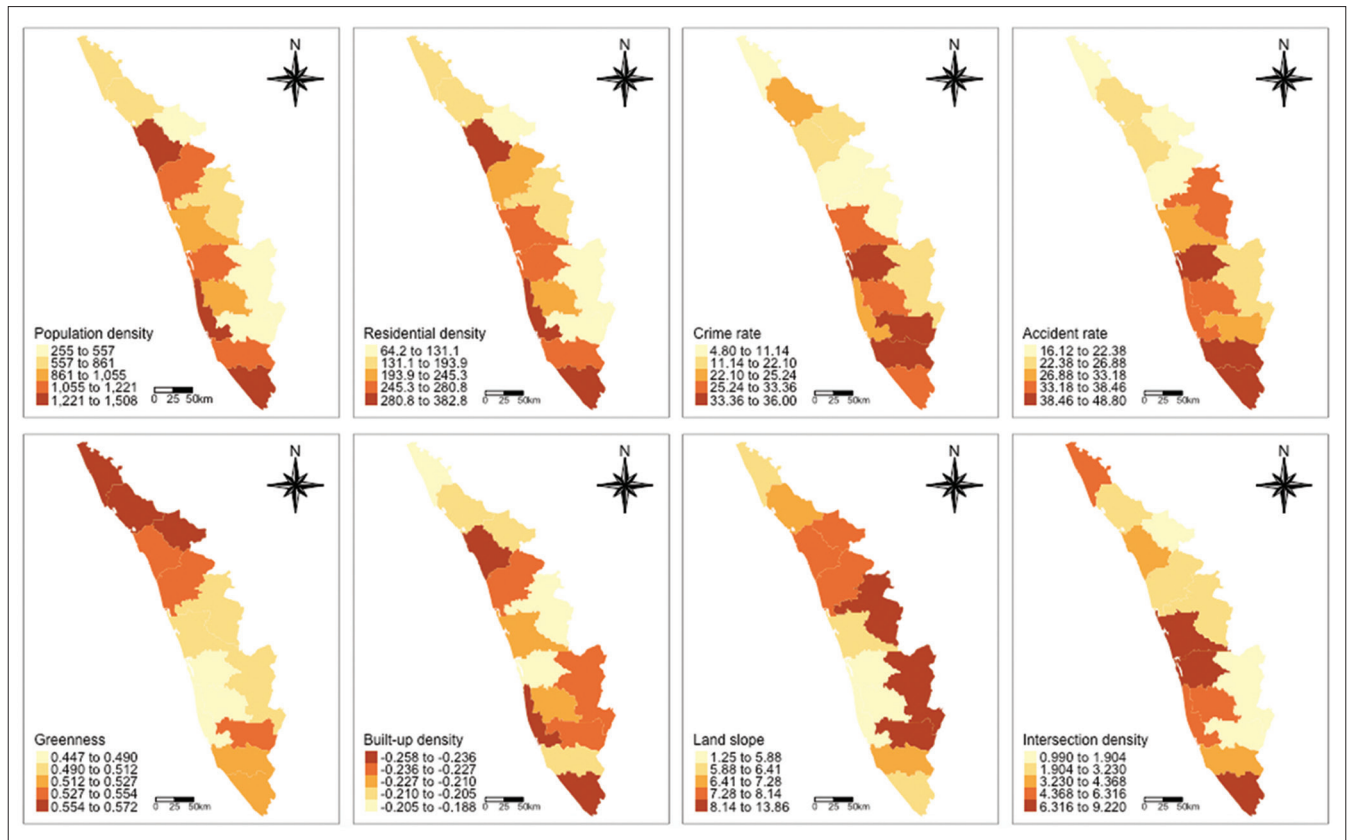 N
Population density
255 to 557
557 to 861
861 to 1,055
1,055 to 1,221
1,221 to 1,508
0 25 50km
N
Residential density
64.2 to 131.1
131.1 to 193.9
193.9 to 245.3
245.3 to 280.8
280.8 to 382.8
0 25 50km
N
Crime rate
4.80 to 11.14
11.14 to 22.10
22.10 to 25.24
25.24 to 33.36
33.36 to 36.00
0 25 50km
N
Accident rate
16.12 to 22.38
22.38 to 26.88
26.88 to 33.18
33.18 to 38.46
38.46 to 48.80
0 25 50km
N
Greenness
0.447 to 0.490
0.490 to 0.512
0.512 to 0.527
0.527 to 0.554
0.554 to 0.572
0 25 50km
N
Built-up density
-0.258 to -0.236
-0.236 to -0.227
-0.227 to -0.210
-0.210 to -0.205
-0.205 to -0.188
0 25 50km
N
Land slope
1.25 to 5.88
5.88 to 6.41
6.41 to 7.28
7.28 to 8.14
8.14 to 13.86
0 25 50km
N
Intersection density
0.990 to 1.904
1.904 to 3.230
3.230 to 4.368
4.368 to 6.316
6.316 to 9.220
0 25 50km